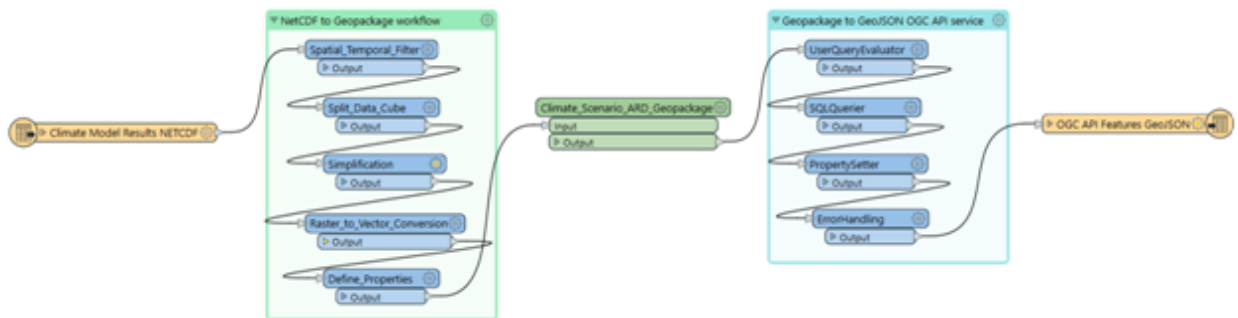 NetCDF to Geopackage workflow
Geopackage to GeoJSON OGC API service
Climate Model Results NETCDF
Spatial_Temporal_Filter
Output
Split_Data_Cube
Output
Simplification
Output
Raster_to_Vector_Conversion
Output
Define_Properties
Output
Climate_Scenario_ARD_Geopackage
Input
Output
UserQueryEvaluator
Output
SQLQuerier
Output
PropertySetter
Output
ErrorHandling
Output
OGC API Features GeoJSON